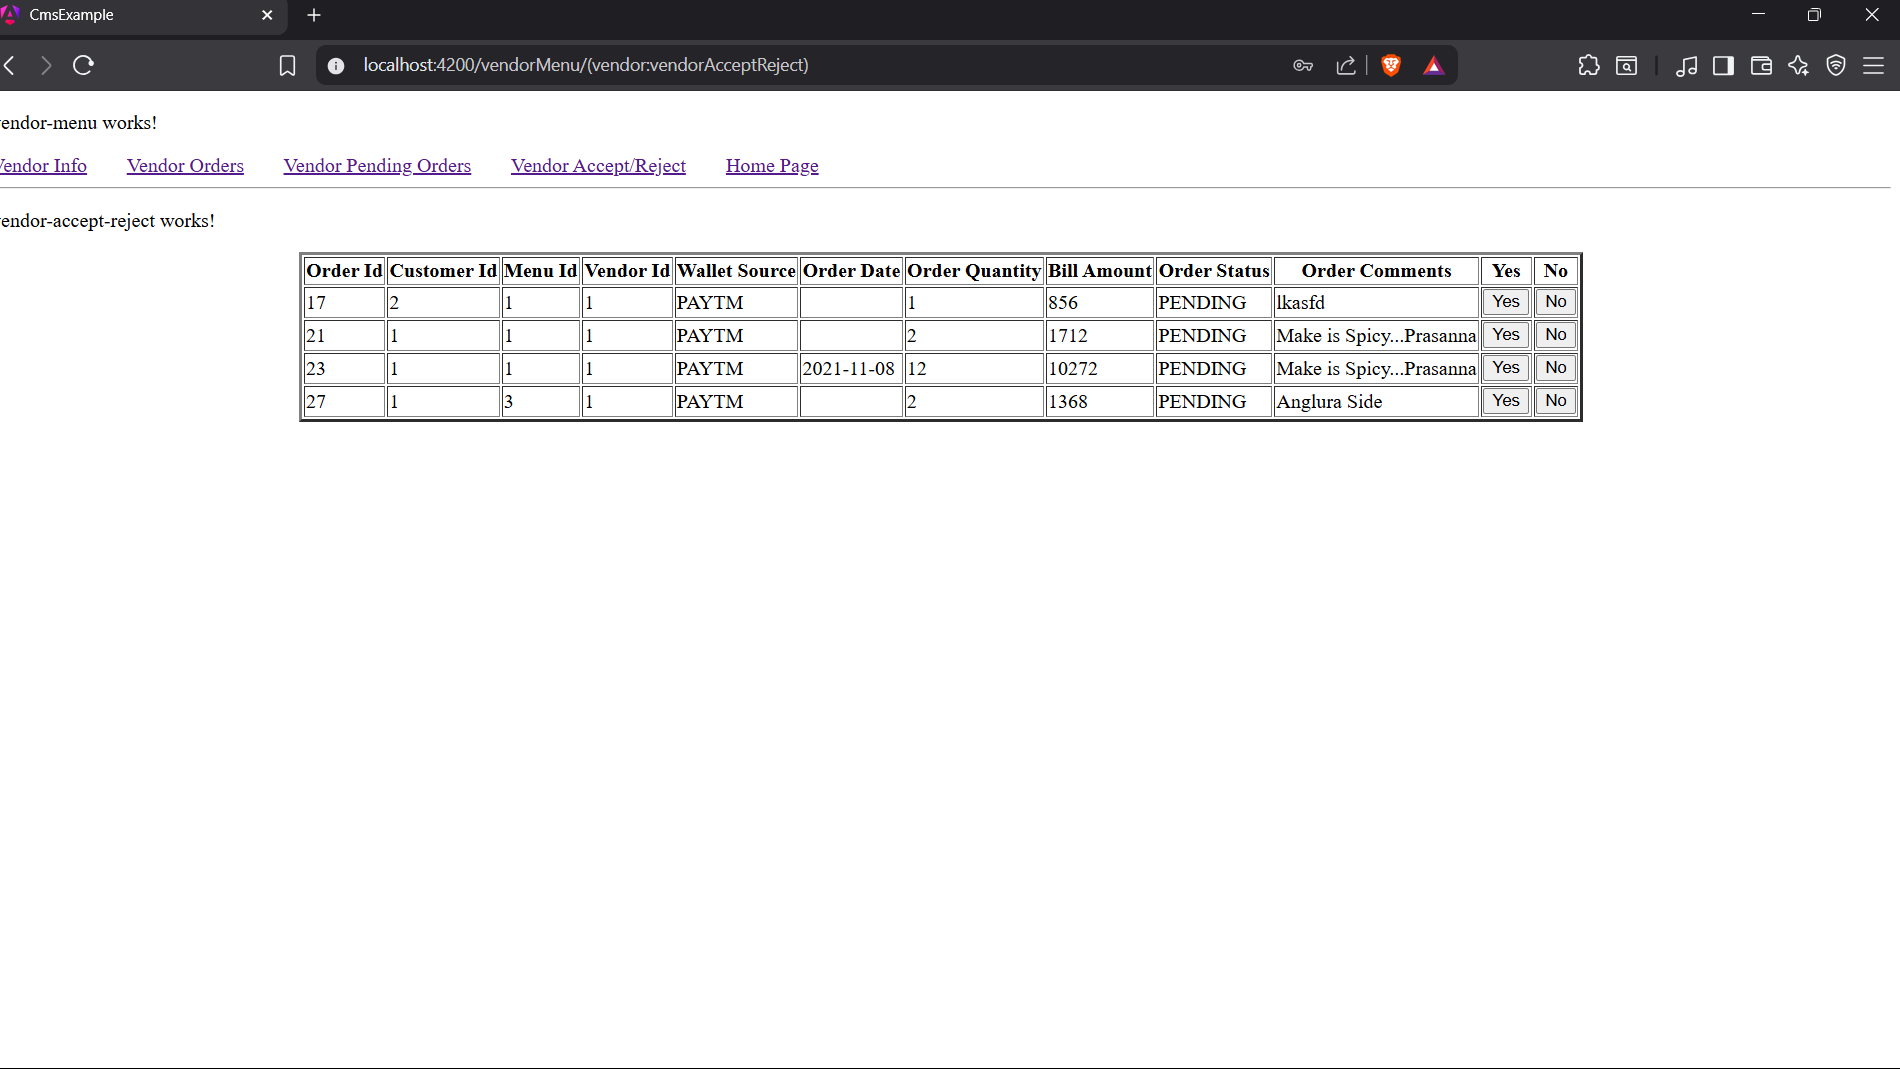 CmsExample
localhost:4200/vendorMenu/(vendor:vendorAcceptReject)
endor-menu works!
Vendor Info Vendor Orders Vendor Pending Orders Vendor Accept/Reject Home Page
endor-accept-reject works!
Order Id Customer Id Menu Id Vendor Id Wallet Source Order Date Order Quantity Bill Amount Order Status Order Comments Yes No
17 2 1 1 PAYTM 1 856 PENDING lkasfd Yes No
21 1 1 1 PAYTM 2 1712 PENDING Make is Spicy...Prasanna Yes No
23 1 1 1 PAYTM 2021-11-08 12 10272 PENDING Make is Spicy...Prasanna Yes No
27 1 3 1 PAYTM 2 1368 PENDING Anglura Side Yes No